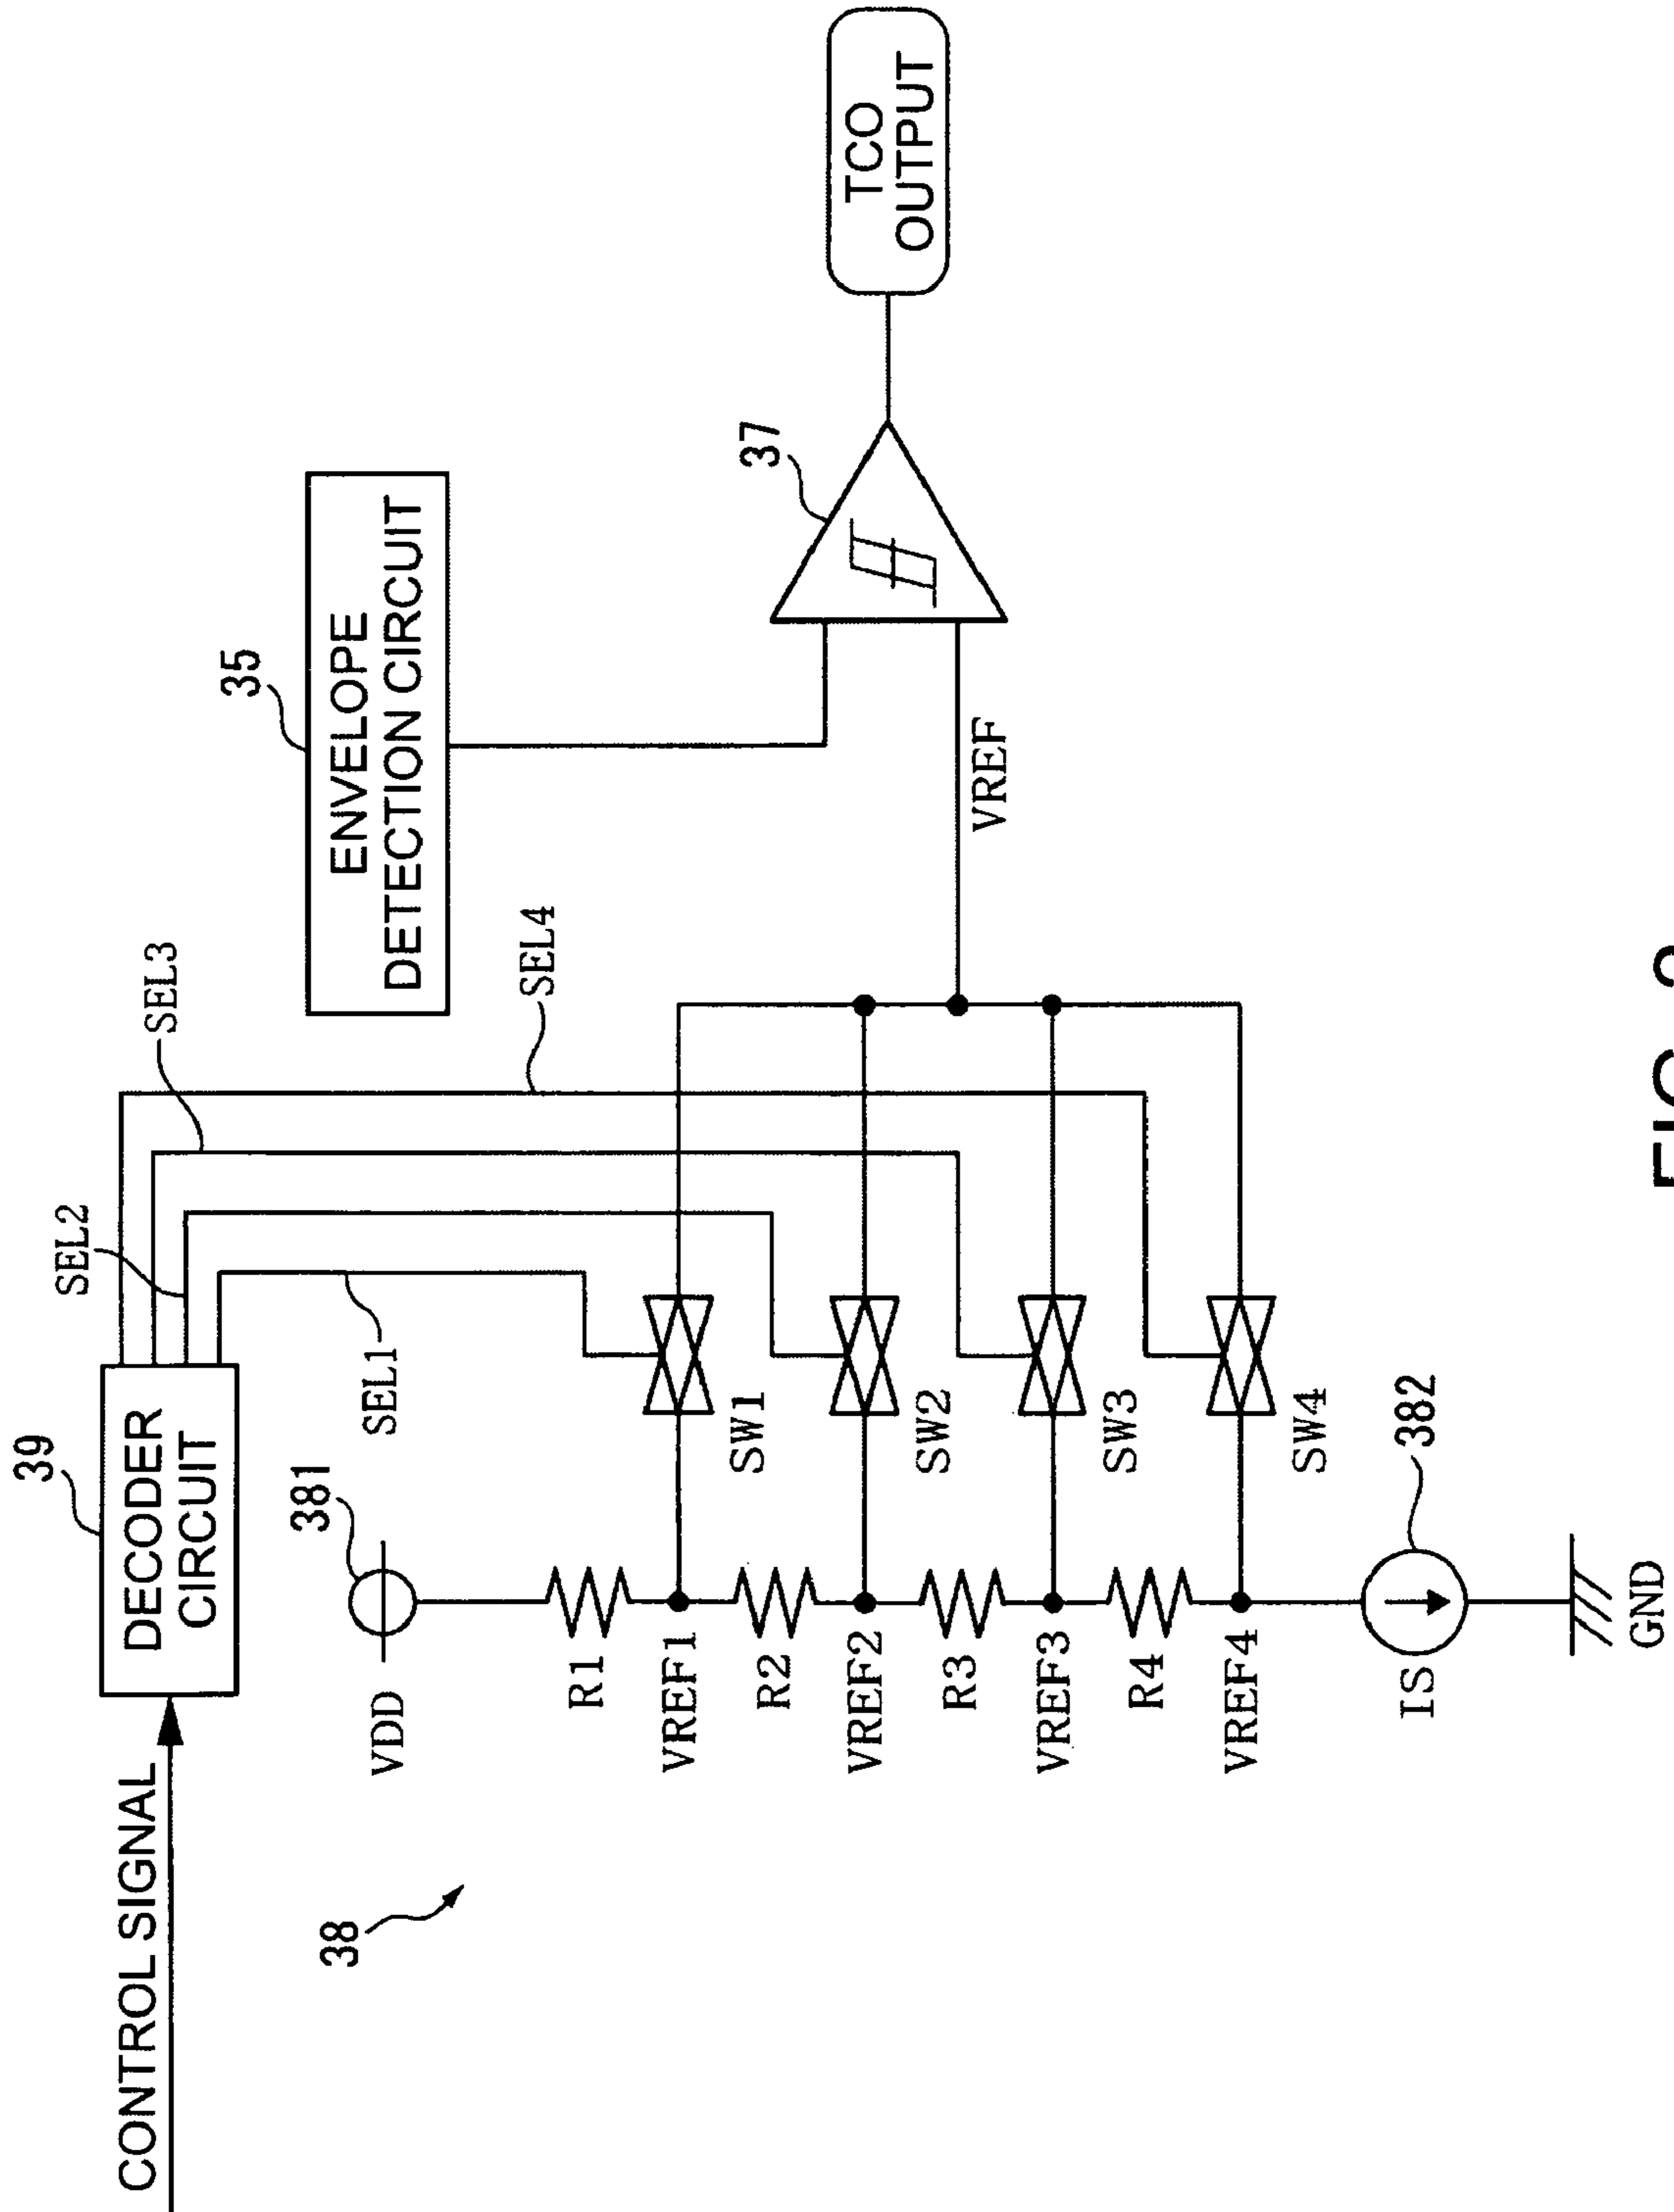 CONTROL SIGNAL
39
DECODER
CIRCUIT
SEL2
SEL3
SEL1
SEL4
38
381
VDD
35
ENVELOPE
DETECTION CIRCUIT
R1
VREF1
SW1
R2
VREF2
SW2
R3
VREF3
SW3
R4
VREF4
SW4
382
IS
GND
VREF
37
TCO
OUTPUT